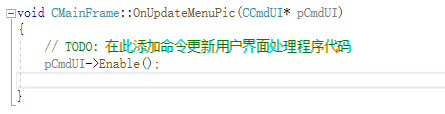 void CMainFrame::OnUpdateMenuPic(CCmdUI* pCmdUI)
{
// TODO: 在此添加命令更新用户界面处理程序代码
pCmdUI->Enable();
}